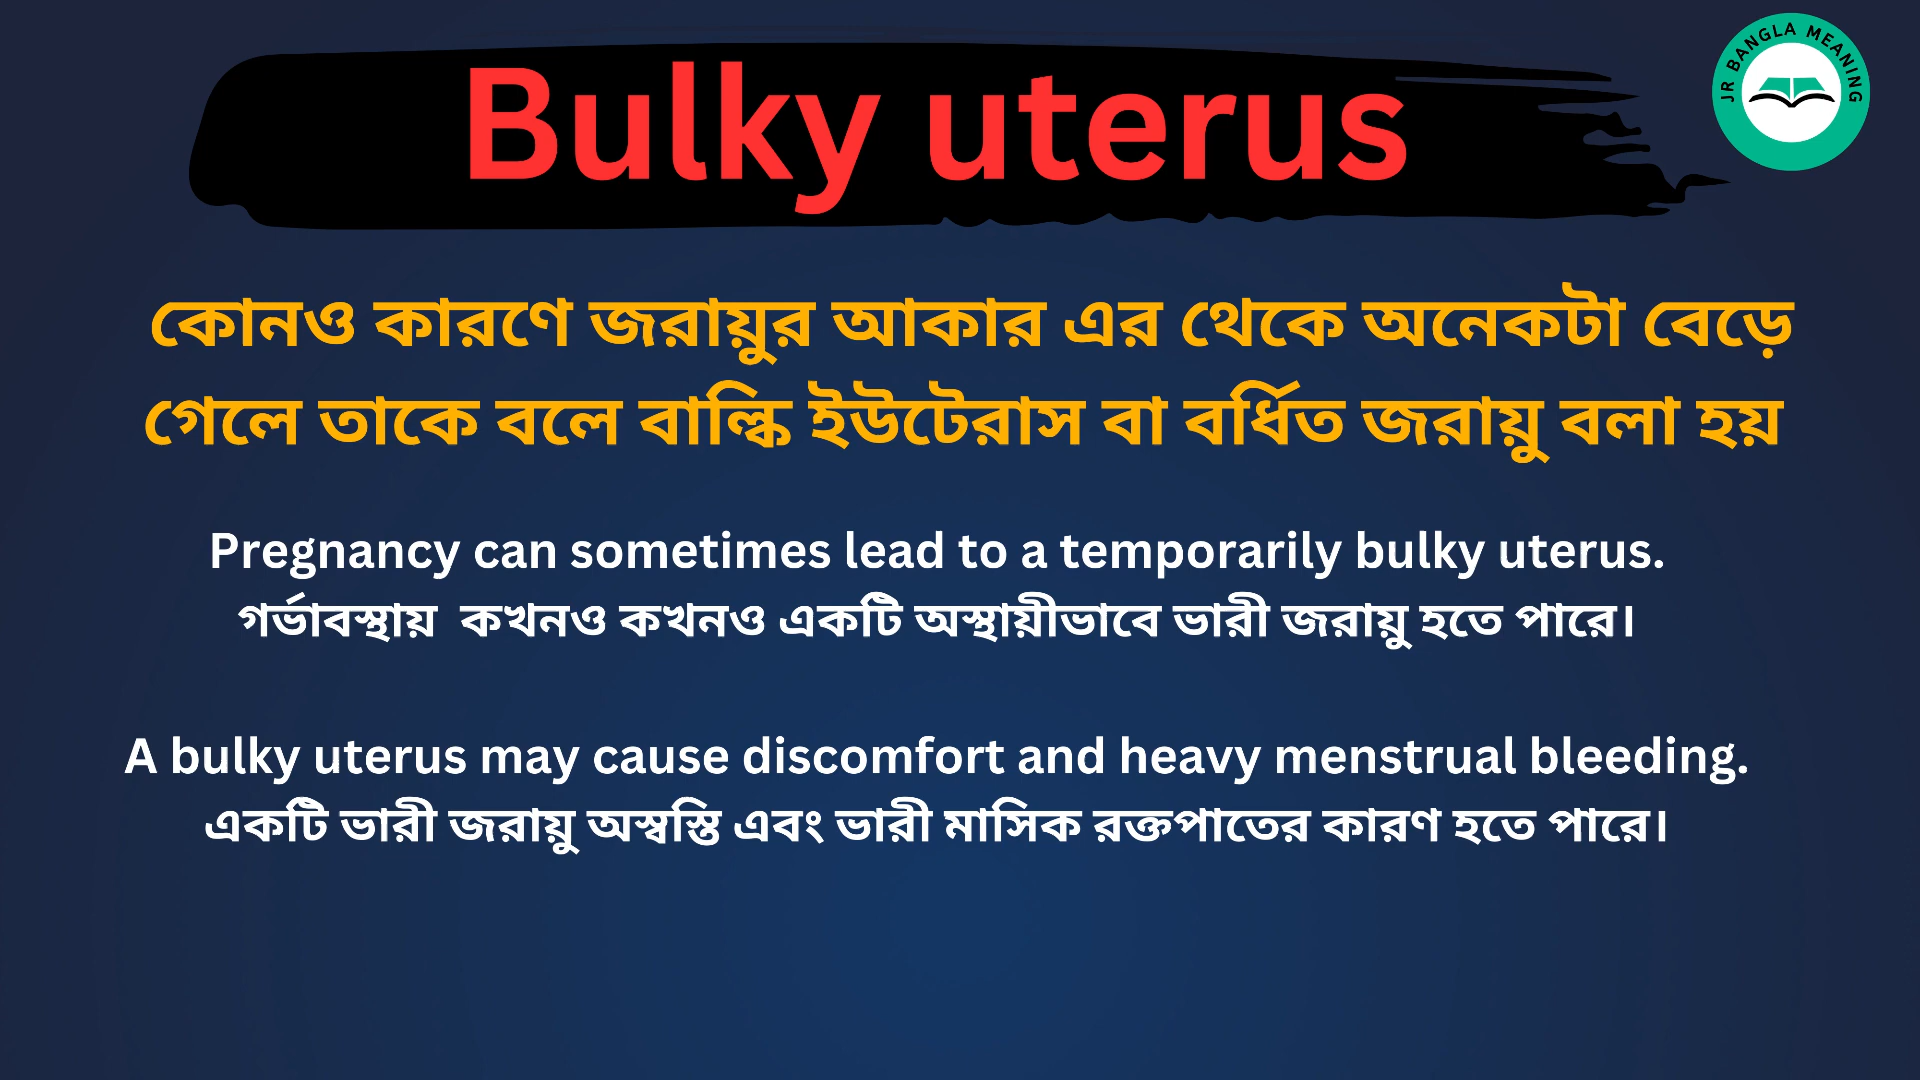 Bulky uterus
JR BANGLA MEANING
কোনও কারণে জরায়ুর আকার এর থেকে অনেকটা বেড়ে
গেলে তাকে বলে বাল্কি ইউটেরাস বা বর্ধিত জরায়ু বলা হয়
Pregnancy can sometimes lead to a temporarily bulky uterus.
গর্ভাবস্থায় কখনও কখনও একটি অস্থায়ীভাবে ভারী জরায়ু হতে পারে।
A bulky uterus may cause discomfort and heavy menstrual bleeding.
একটি ভারী জরায়ু অস্বস্তি এবং ভারী মাসিক রক্তপাতের কারণ হতে পারে।